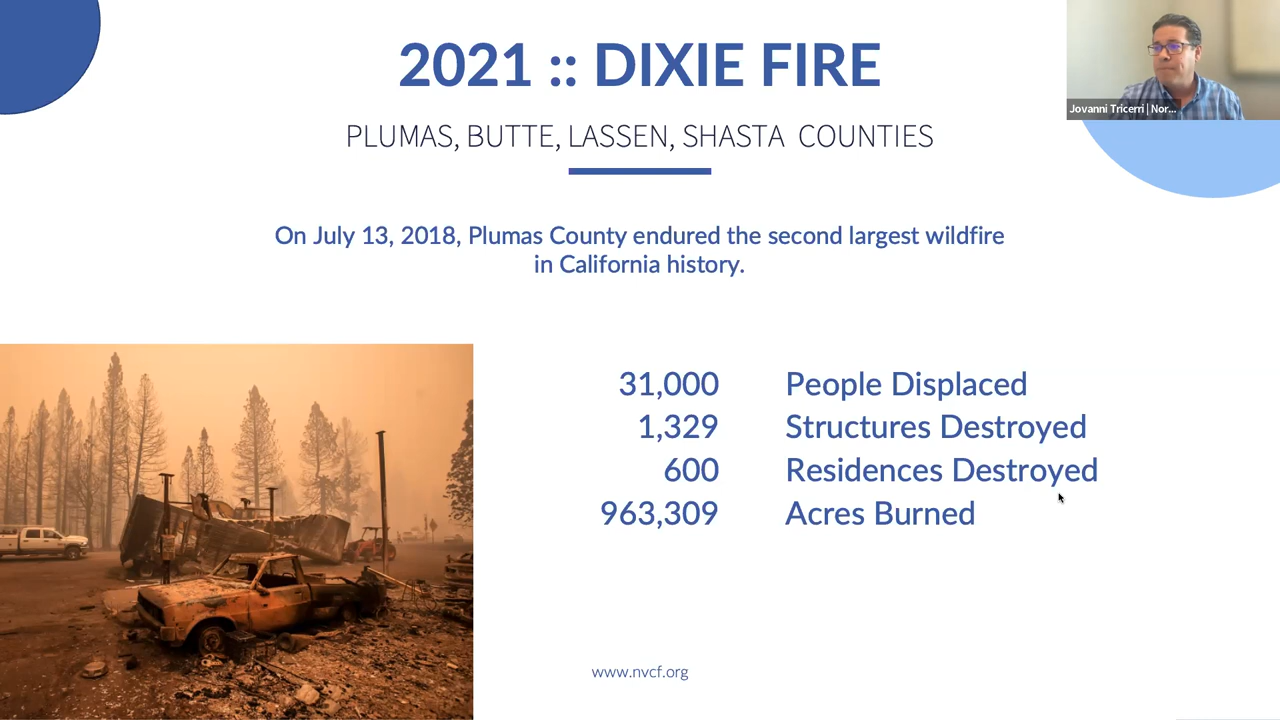 2021 :: DIXIE FIRE
PLUMAS, BUTTE, LASSEN, SHASTA COUNTIES
Jovanni Tricerri | Nor...
On July 13, 2018, Plumas County endured the second largest wildfire
in California history.
31,000 People Displaced
1,329 Structures Destroyed
600 Residences Destroyed
963,309 Acres Burned
www.nvcf.org